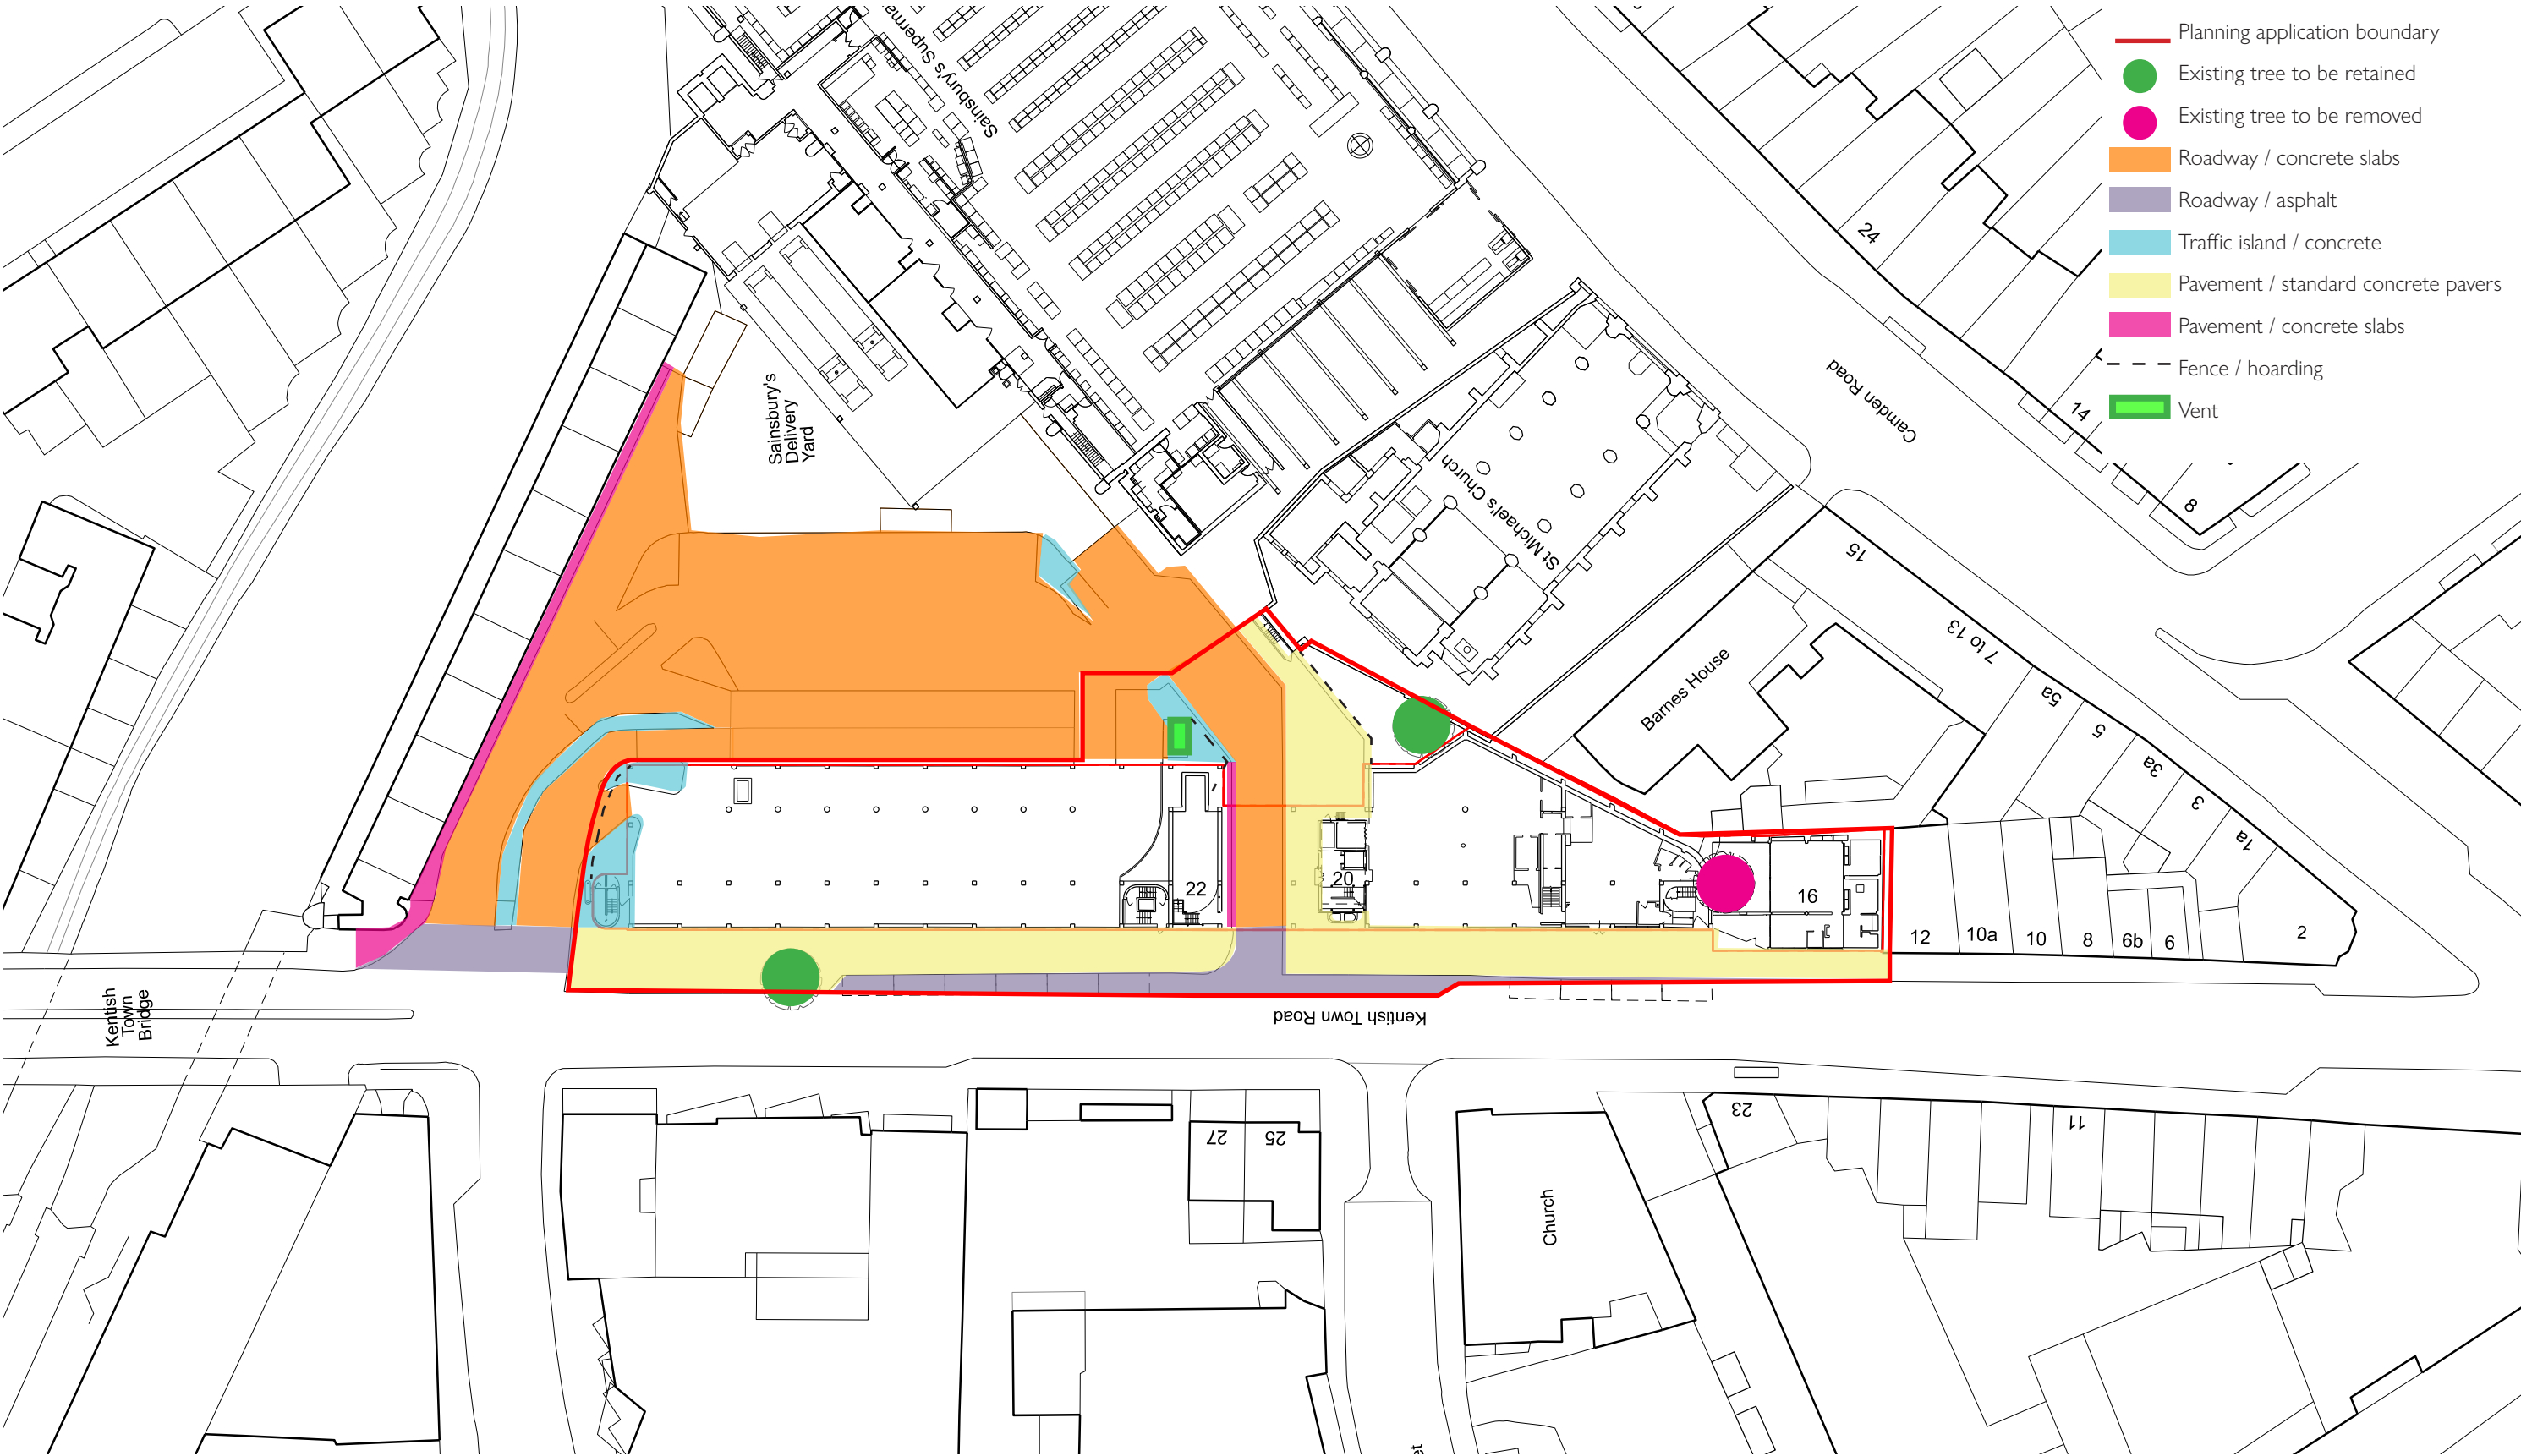 Planning application boundary
Existing tree to be retained
Existing tree to be removed
Roadway / concrete slabs
Roadway / asphalt
Traffic island / concrete
Pavement / standard concrete pavers
Pavement / concrete slabs
Fence / hoarding
Vent
Sainsbury's
Sainsbury's
Delivery
Yard
St Michael's Church
Camden Road
24
14
8
15
7 to 13
5a
5
3a
3
1a
2
Barnes House
22
20
16
12
10a
10
8
6b
6
Kentish
Town
Bridge
Kentish Town Road
27
25
Church
23
11